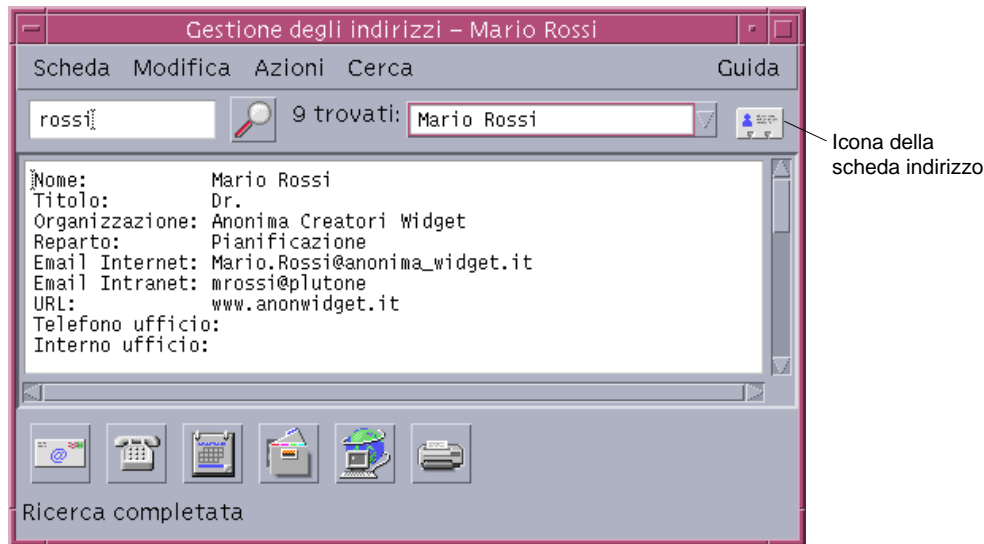 Gestione degli indirizzi – Mario Rossi
Scheda Modifica Azioni Cerca Guida
rossi 9 trovati: Mario Rossi
Icona della
scheda indirizzo
Nome: Mario Rossi
Titolo: Dr.
Organizzazione: Anonima Creatori Widget
Reparto: Pianificazione
Email Internet: Mario.Rossi@anonima_widget.it
Email Intranet: mrossi@plutone
URL: www.anonwidget.it
Telefono ufficio:
Interno ufficio:
@
Ricerca completata